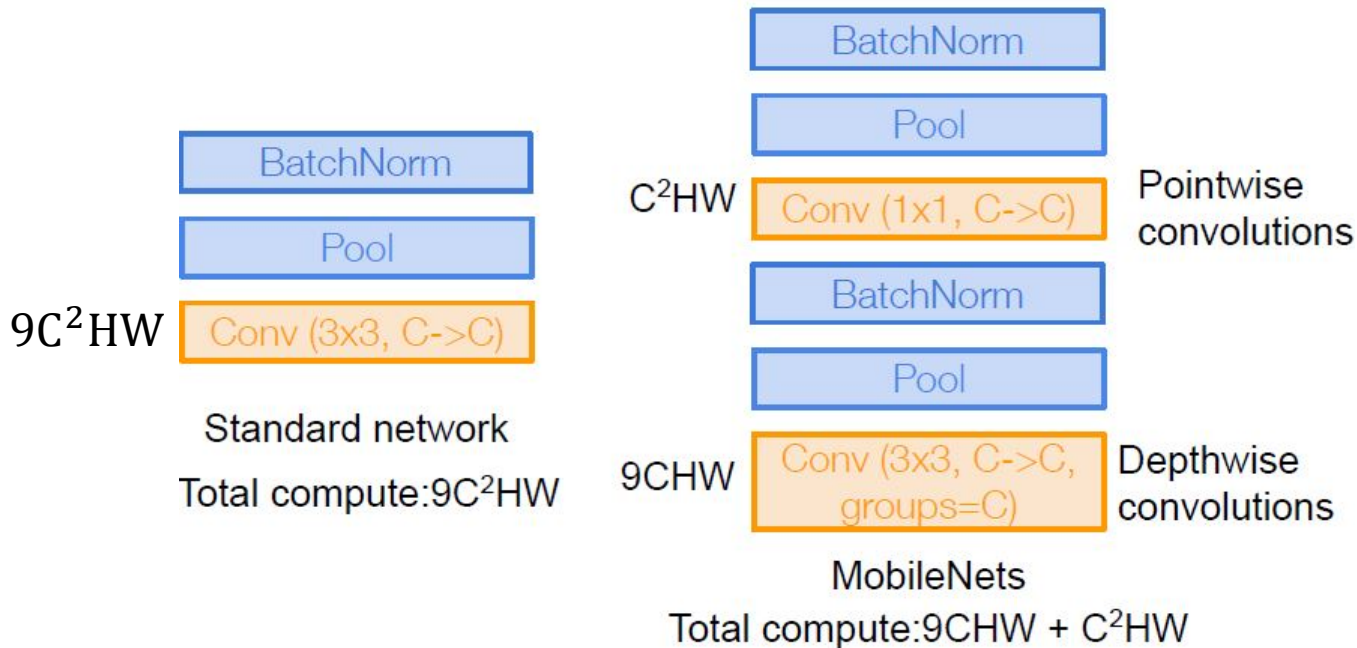 BatchNorm
Pool
9C²HW
Conv (3x3, C->C)
Standard network
Total compute:9C²HW
BatchNorm
Pool
C²HW
Conv (1x1, C->C)
Pointwise
convolutions
BatchNorm
Pool
9CHW
Conv (3x3, C->C,
groups=C)
Depthwise
convolutions
MobileNets
Total compute:9CHW + C²HW